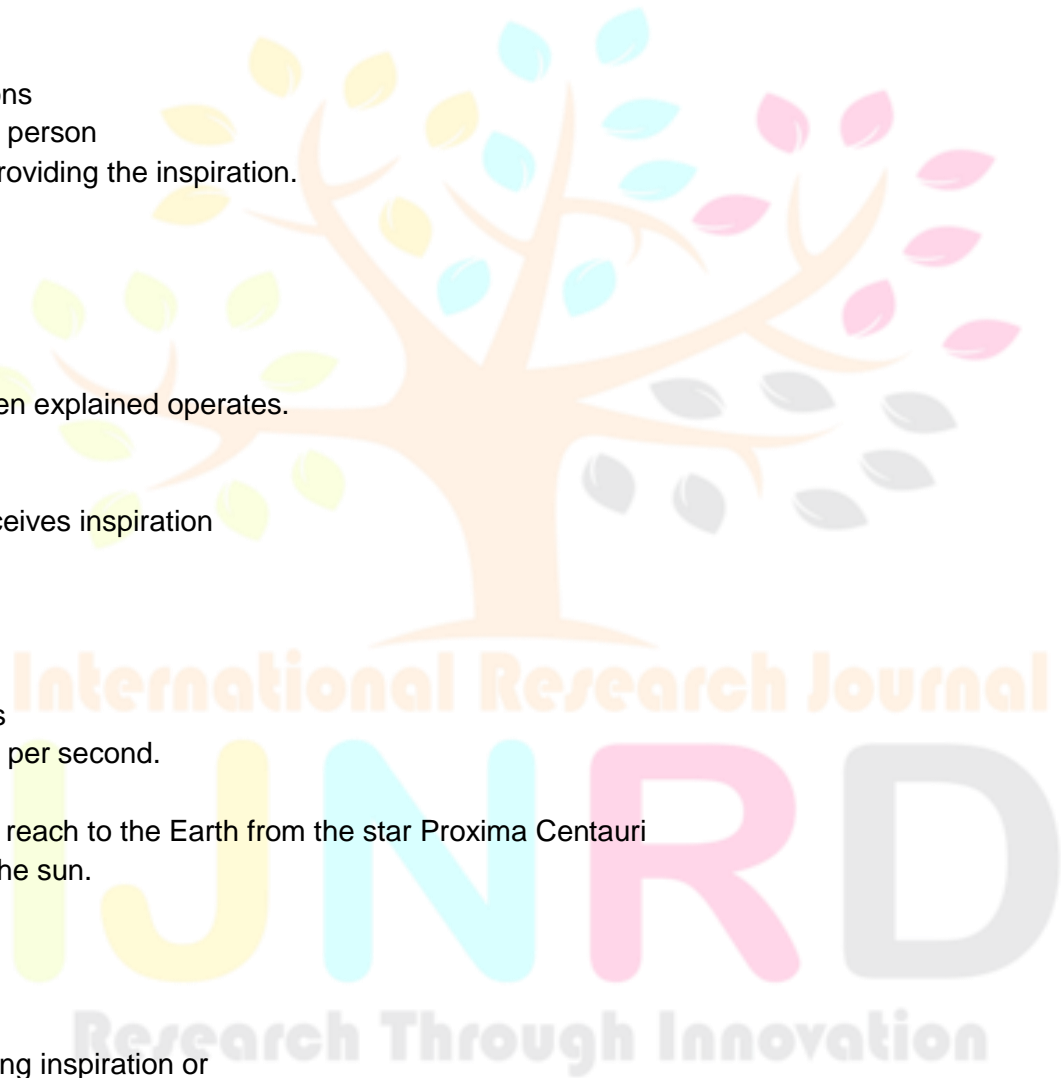 ons
person
roviding the inspiration.
en explained operates.
ceives inspiration
International Research Journal
s
per second.
reach to the Earth from the star Proxima Centauri
he sun.
IJNRD
Research Through Innovation
ng inspiration or